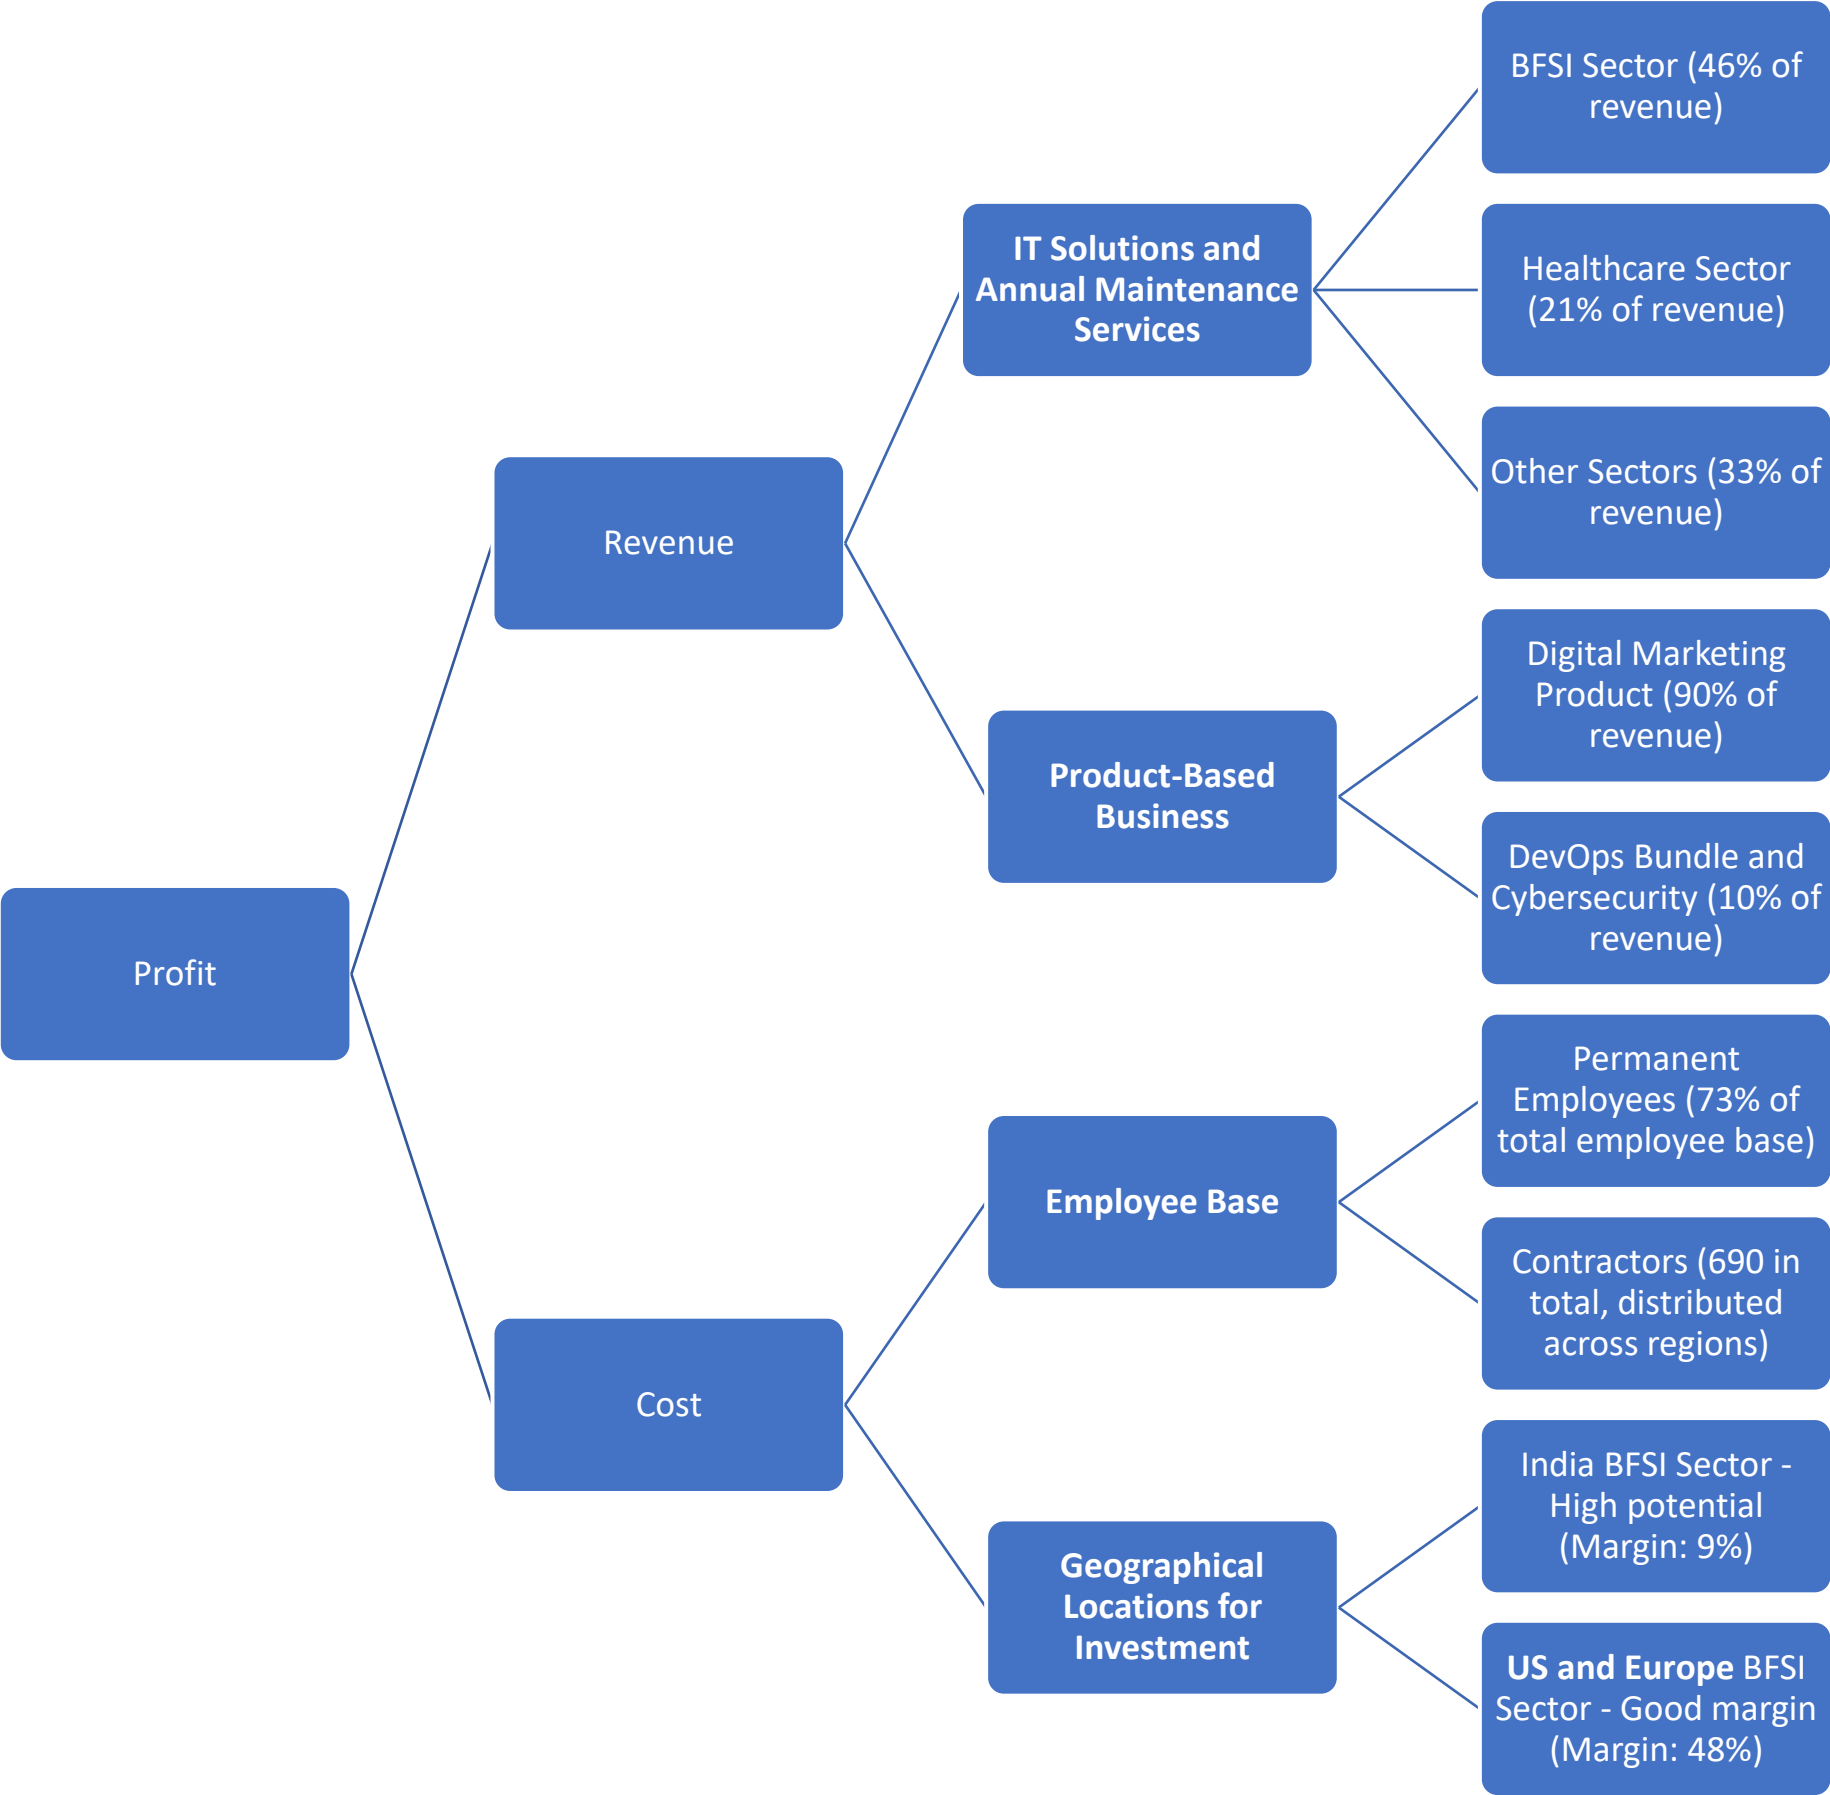 Profit
Revenue
Cost
IT Solutions and
Annual Maintenance
Services
Product-Based
Business
Employee Base
Geographical
Locations for
Investment
BFSI Sector (46% of
revenue)
Healthcare Sector
(21% of revenue)
Other Sectors (33% of
revenue)
Digital Marketing
Product (90% of
revenue)
DevOps Bundle and
Cybersecurity (10% of
revenue)
Permanent
Employees (73% of
total employee base)
Contractors (690 in
total, distributed
across regions)
India BFSI Sector -
High potential
(Margin: 9%)
US and Europe BFSI
Sector - Good margin
(Margin: 48%)